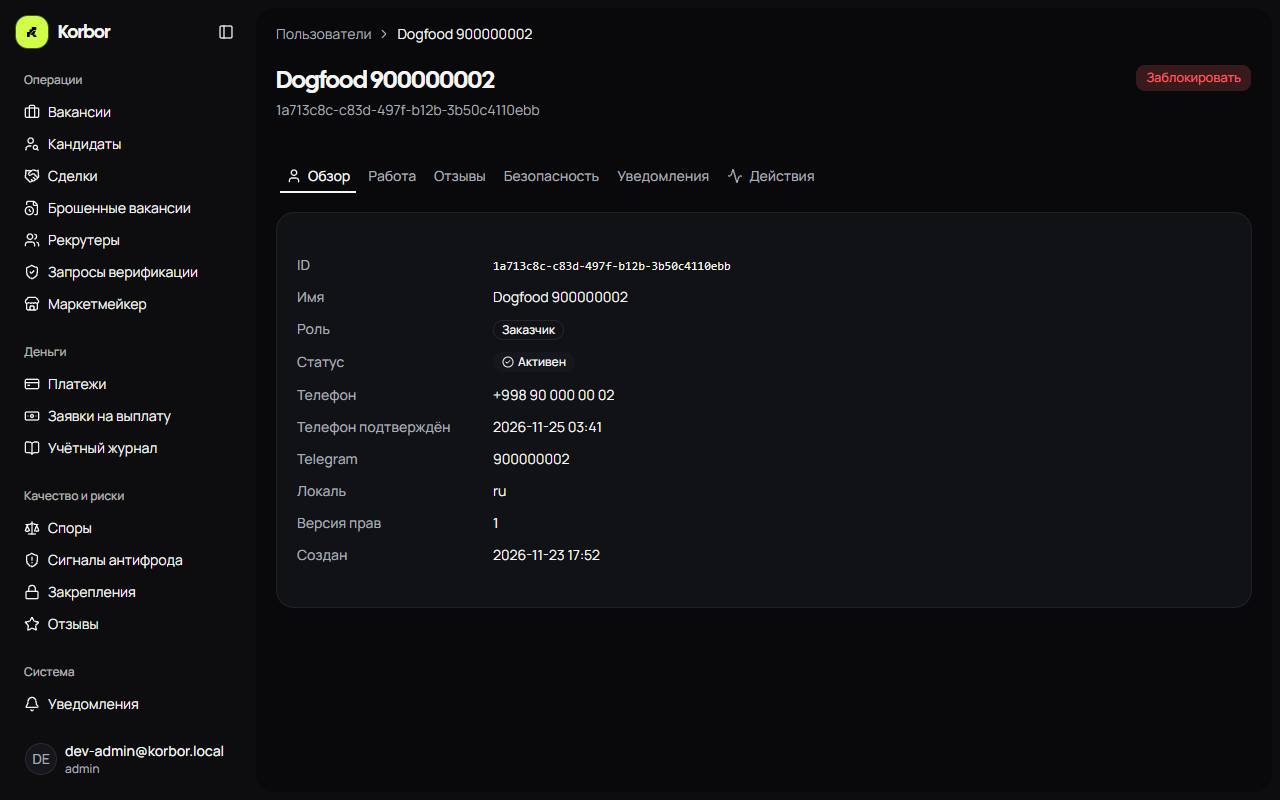 Korbor
Операции
Вакансии
Кандидаты
Сделки
Брошенные вакансии
Рекрутеры
Запросы верификации
Маркетмейкер
Деньги
Платежи
Заявки на выплату
Учётный журнал
Качество и риски
Споры
Сигналы антифрода
Закрепления
Отзывы
Система
Уведомления
DE
dev-admin@korbor.local
admin
Пользователи > Dogfood 900000002
Dogfood 900000002
Заблокировать
1a713c8c-c83d-497f-b12b-3b50c4110ebb
Обзор Работа Отзывы Безопасность Уведомления Действия
ID 1a713c8c-c83d-497f-b12b-3b50c4110ebb
Имя Dogfood 900000002
Роль Заказчик
Статус Активен
Телефон +998 90 000 00 02
Телефон подтверждён 2026-11-25 03:41
Telegram 900000002
Локаль ru
Версия прав 1
Создан 2026-11-23 17:52